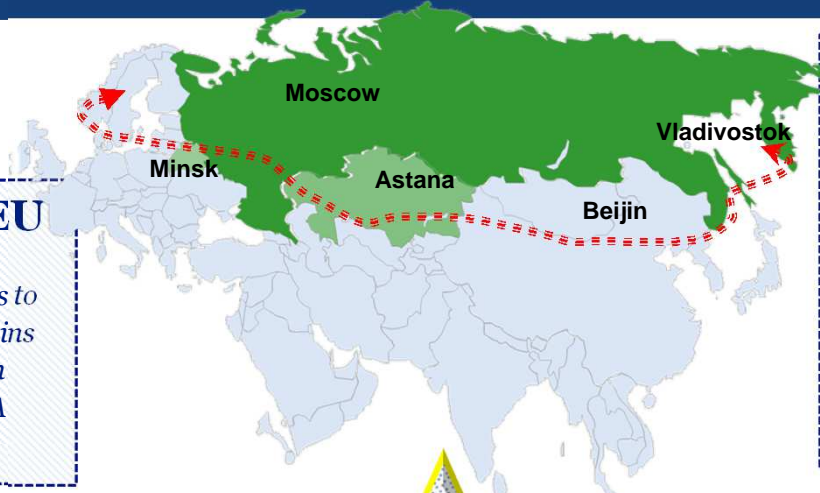 Moscow
Vladivostok
Minsk
Astana
Beijin
EU
s to
ins